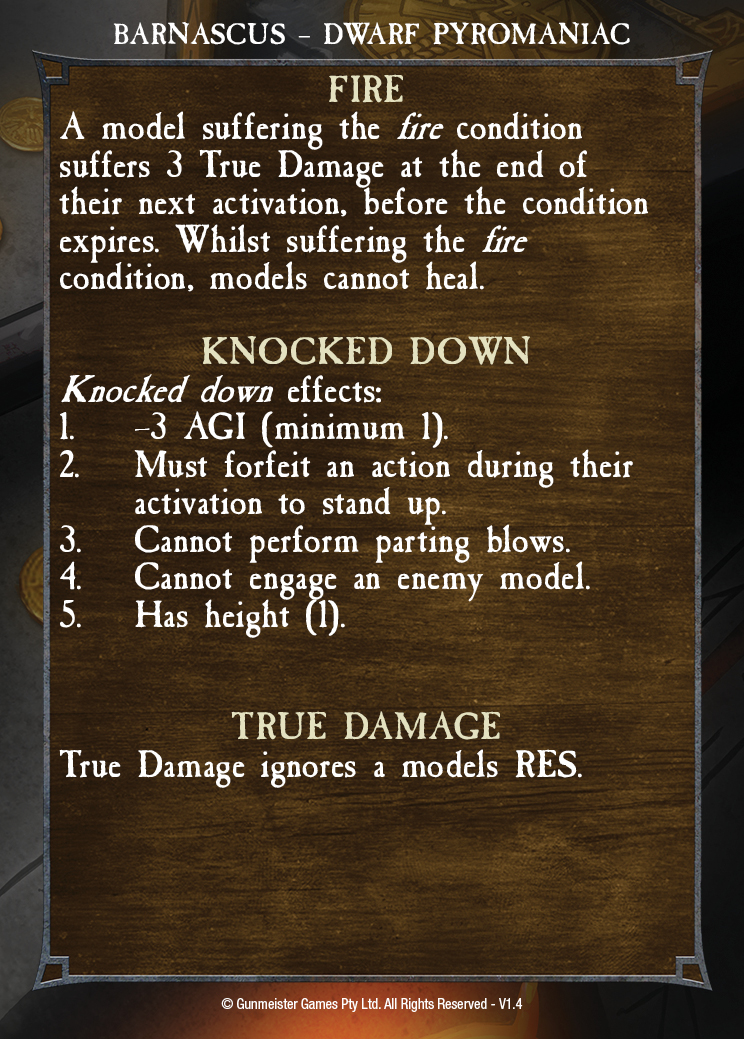 BARNASCUS – DWARF PYROMANIAC
FIRE
A model suffering the fire condition
suffers 3 True Damage at the end of
their next activation, before the condition
expires. Whilst suffering the fire
condition, models cannot heal.
KNOCKED DOWN
Knocked down effects:
1. –3 AGI (minimum 1).
2. Must forfeit an action during their
activation to stand up.
3. Cannot perform parting blows.
4. Cannot engage an enemy model.
5. Has height (1).
TRUE DAMAGE
True Damage ignores a models RES.
© Gunmeister Games Pty Ltd. All Rights Reserved - V1.4